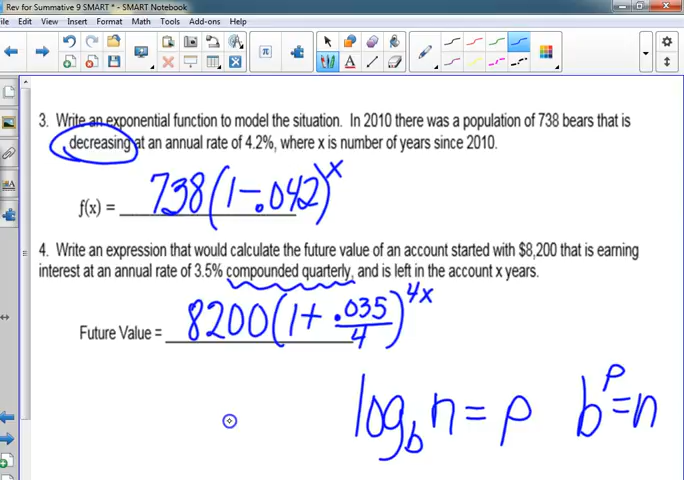 Rev for Summative 9 SMART * - SMART Notebook
Edit View Insert Format Tools Add-ons Help
3. Write an exponential function to model the situation. In 2010 there was a population of 738 bears that is
decreasing at an annual rate of 4.2%, where x is number of years since 2010.
f(x) = 738(1-.042)^x
4. Write an expression that would calculate the future value of an account started with $8,200 that is earning
interest at an annual rate of 3.5% compounded quarterly, and is left in the account x years.
Future Value = 8200(1+.035/4)^4x
log_b n = p b^p = n